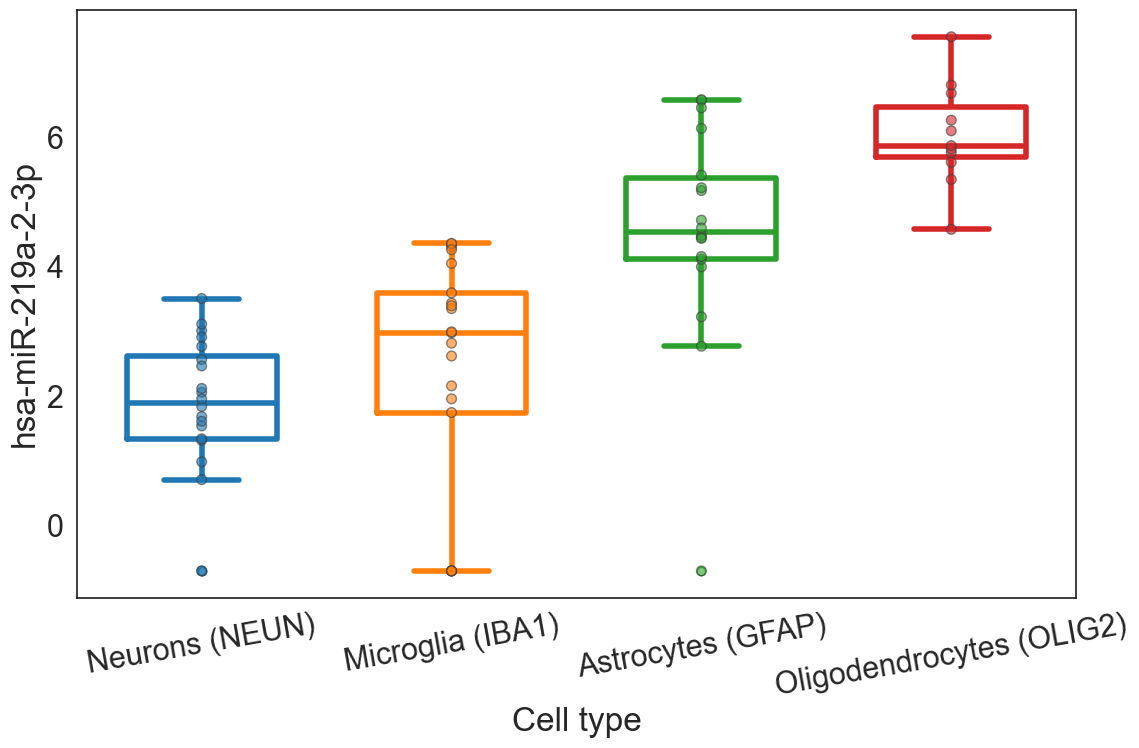 hsa-miR-219a-2-3p
6
4
2
0
Neurons (NEUN)
Microglia (IBA1)
Astrocytes (GFAP)
Oligodendrocytes (OLIG2)
Cell type